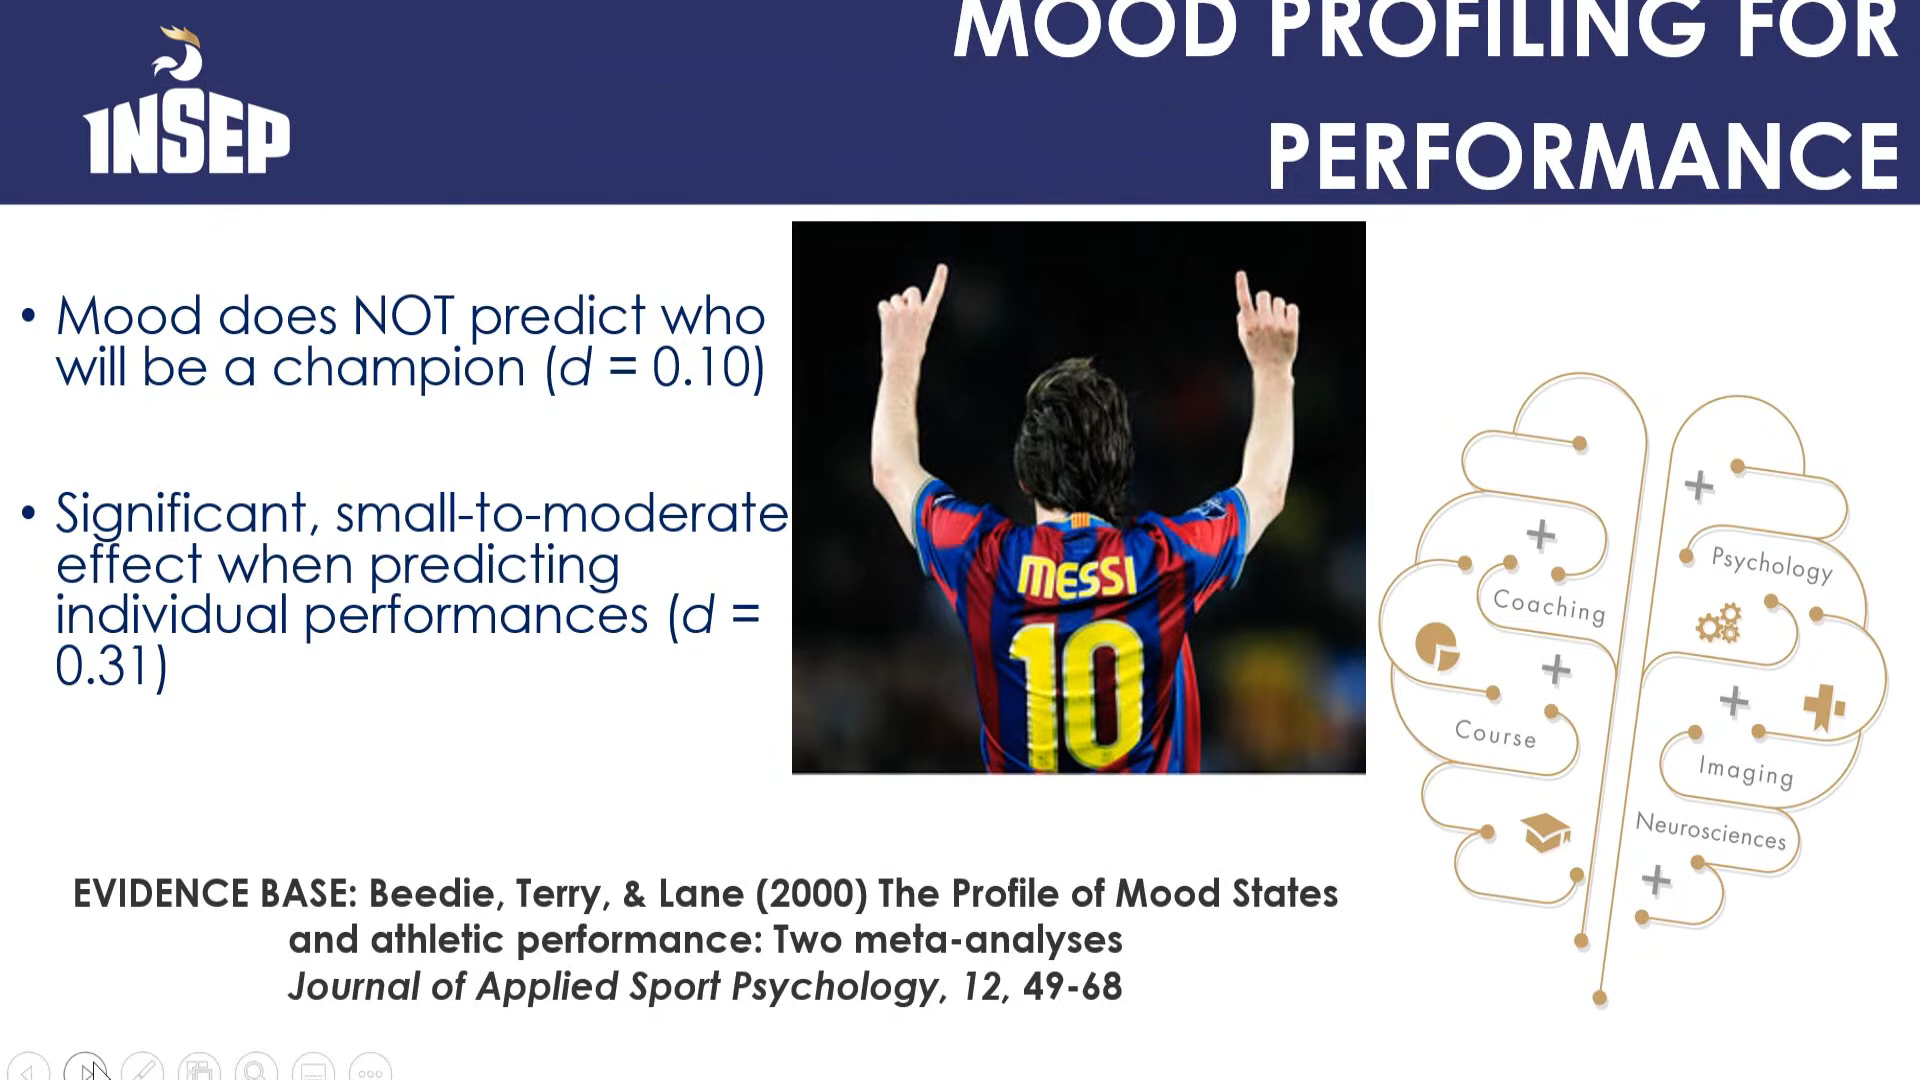 MOOD PROFILING FOR
PERFORMANCE
INSEP
• Mood does NOT predict who
will be a champion (d = 0.10)
• Significant, small-to-moderate
effect when predicting
individual performances (d =
0.31)
MESSI
10
Psychology
Coaching
Course
Imaging
Neurosciences
EVIDENCE BASE: Beedie, Terry, & Lane (2000) The Profile of Mood States
and athletic performance: Two meta-analyses
Journal of Applied Sport Psychology, 12, 49-68